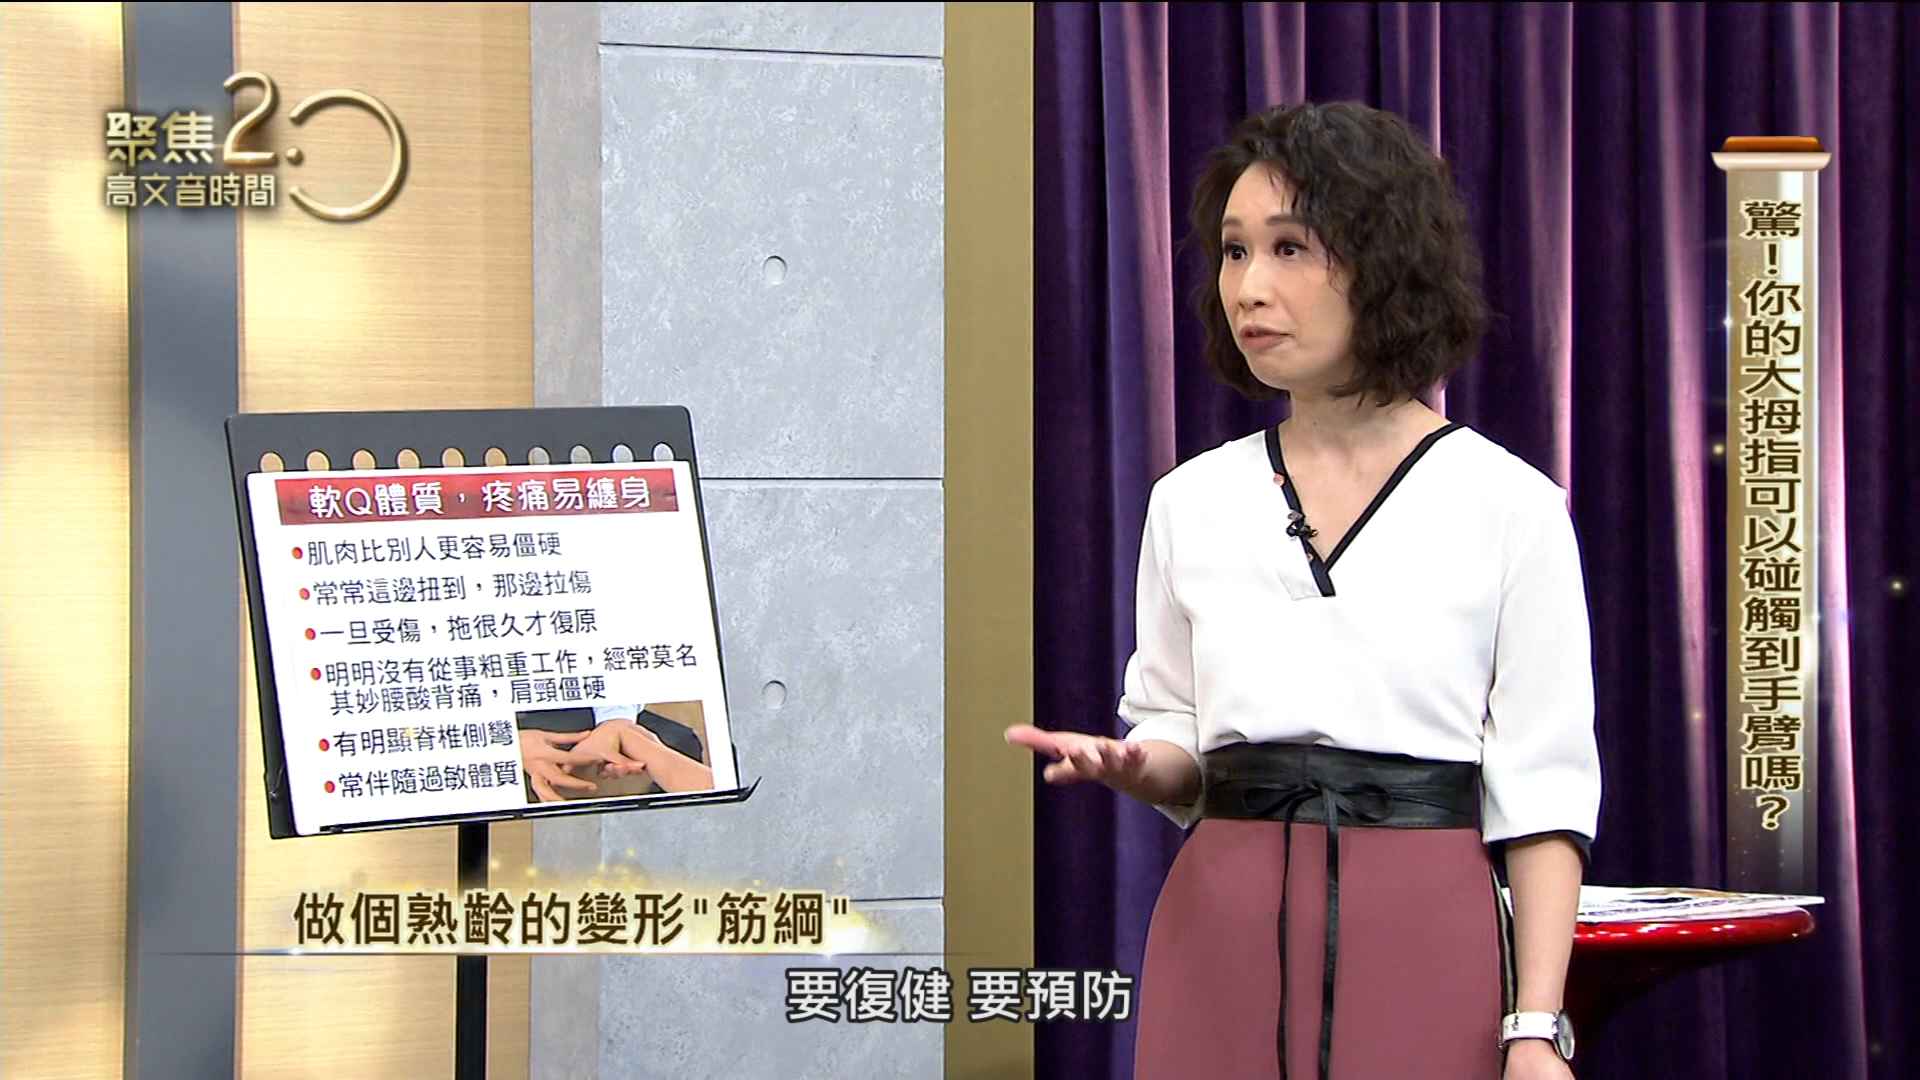 聚焦2.0
高文音時間
驚！你的大拇指可以碰觸到手臂嗎？
軟Q體質，疼痛易纏身
肌肉比別人更容易僵硬
常常這邊扭到，那邊拉傷
一旦受傷，拖很久才復原
明明沒有從事粗重工作，經常莫名
其妙腰酸背痛，肩頸僵硬
有明顯脊椎側彎
常伴隨過敏體質
做個熟齡的變形"筋綱"
要復健 要預防